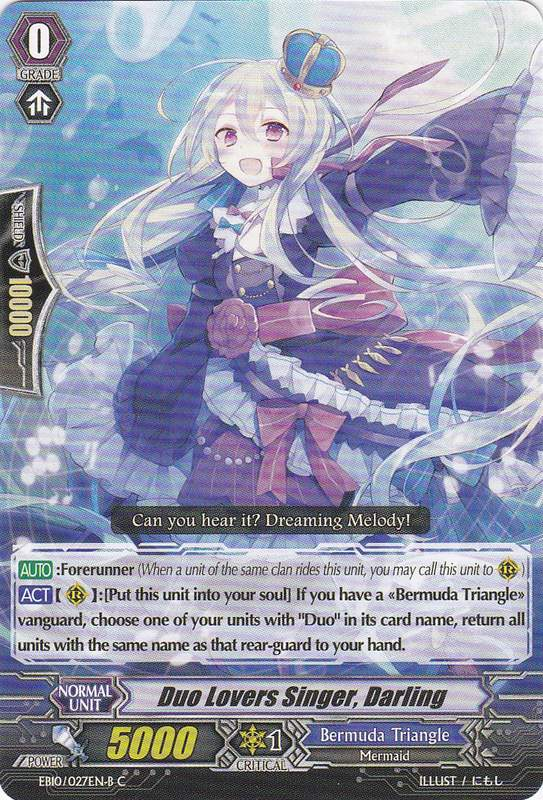 0
GRADE
SHIELD
10000
Can you hear it? Dreaming Melody!
AUTO:Forerunner (When a unit of the same clan rides this unit, you may call this unit to R)
ACT【R】:[Put this unit into your soul] If you have a «Bermuda Triangle»
vanguard, choose one of your units with "Duo" in its card name, return all
units with the same name as that rear-guard to your hand.
NORMAL
UNIT
Duo Lovers Singer, Darling
POWER
5000
1
CRITICAL
Bermuda Triangle
Mermaid
EB10/027EN-B C
ILLUST / にもし